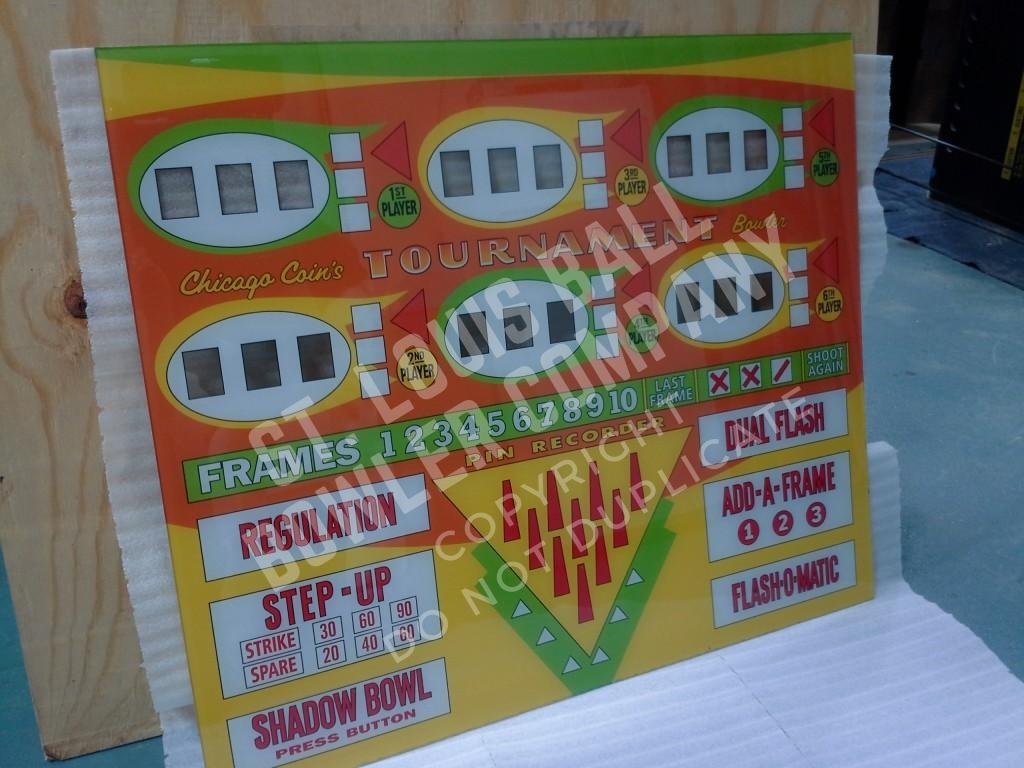 1ST
PLAYER
3RD
PLAYER
5TH
PLAYER
Chicago Coin's TOURNAMENT Bowler
2ND
PLAYER
4TH
PLAYER
6TH
PLAYER
FRAMES 1 2 3 4 5 6 7 8 9 10 LAST FRAME X X / SHOOT AGAIN
PIN RECORDER
REGULATION
STEP-UP
STRIKE 30 60 90
SPARE 20 40 60
SHADOW BOWL
PRESS BUTTON
DUAL FLASH
ADD-A-FRAME
1 2 3
FLASH-O-MATIC
ST. LOUIS BALL
BOWLER COMPANY
COPYRIGHT
DO NOT DUPLICATE